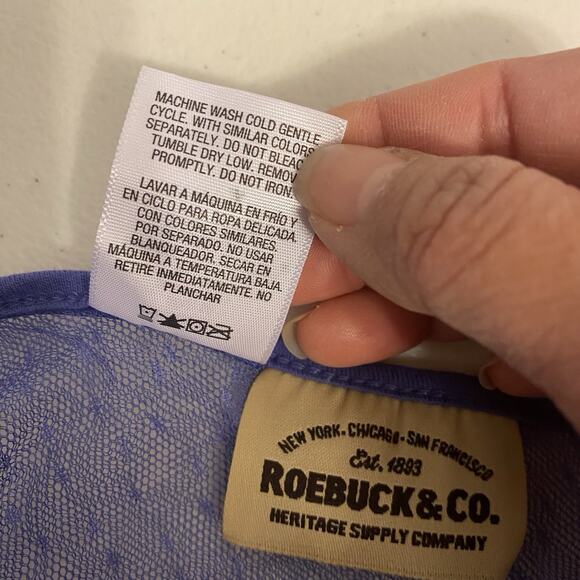 MACHINE WASH COLD GENTLE
CYCLE. WITH SIMILAR COLORS
SEPARATELY. DO NOT BLEAC
TUMBLE DRY LOW. REMOV
PROMPTLY. DO NOT IRON.
LAVAR A MÁQUINA EN FRÍO Y
EN CICLO PARA ROPA DELICADA
CON COLORES SIMILARES.
POR SEPARADO. NO USAR
BLANQUEADOR. SECAR EN
MÁQUINA A TEMPERATURA BAJA.
RETIRE INMEDIATAMENTE. NO
PLANCHAR
NEW YORK · CHICAGO · SAN FRANCISCO
Est. 1893
ROEBUCK & CO.
HERITAGE SUPPLY COMPANY